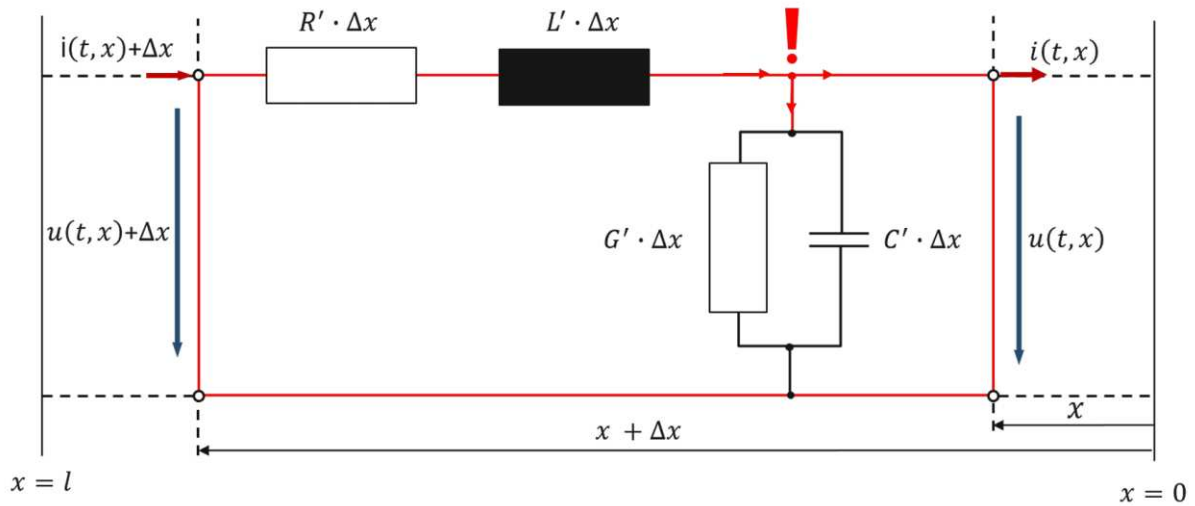 R′ · Δx
L′ · Δx
!
i(t, x)+Δx
i(t, x)
u(t, x)+Δx
G′ · Δx
C′ · Δx
u(t, x)
x
x + Δx
x = l
x = 0